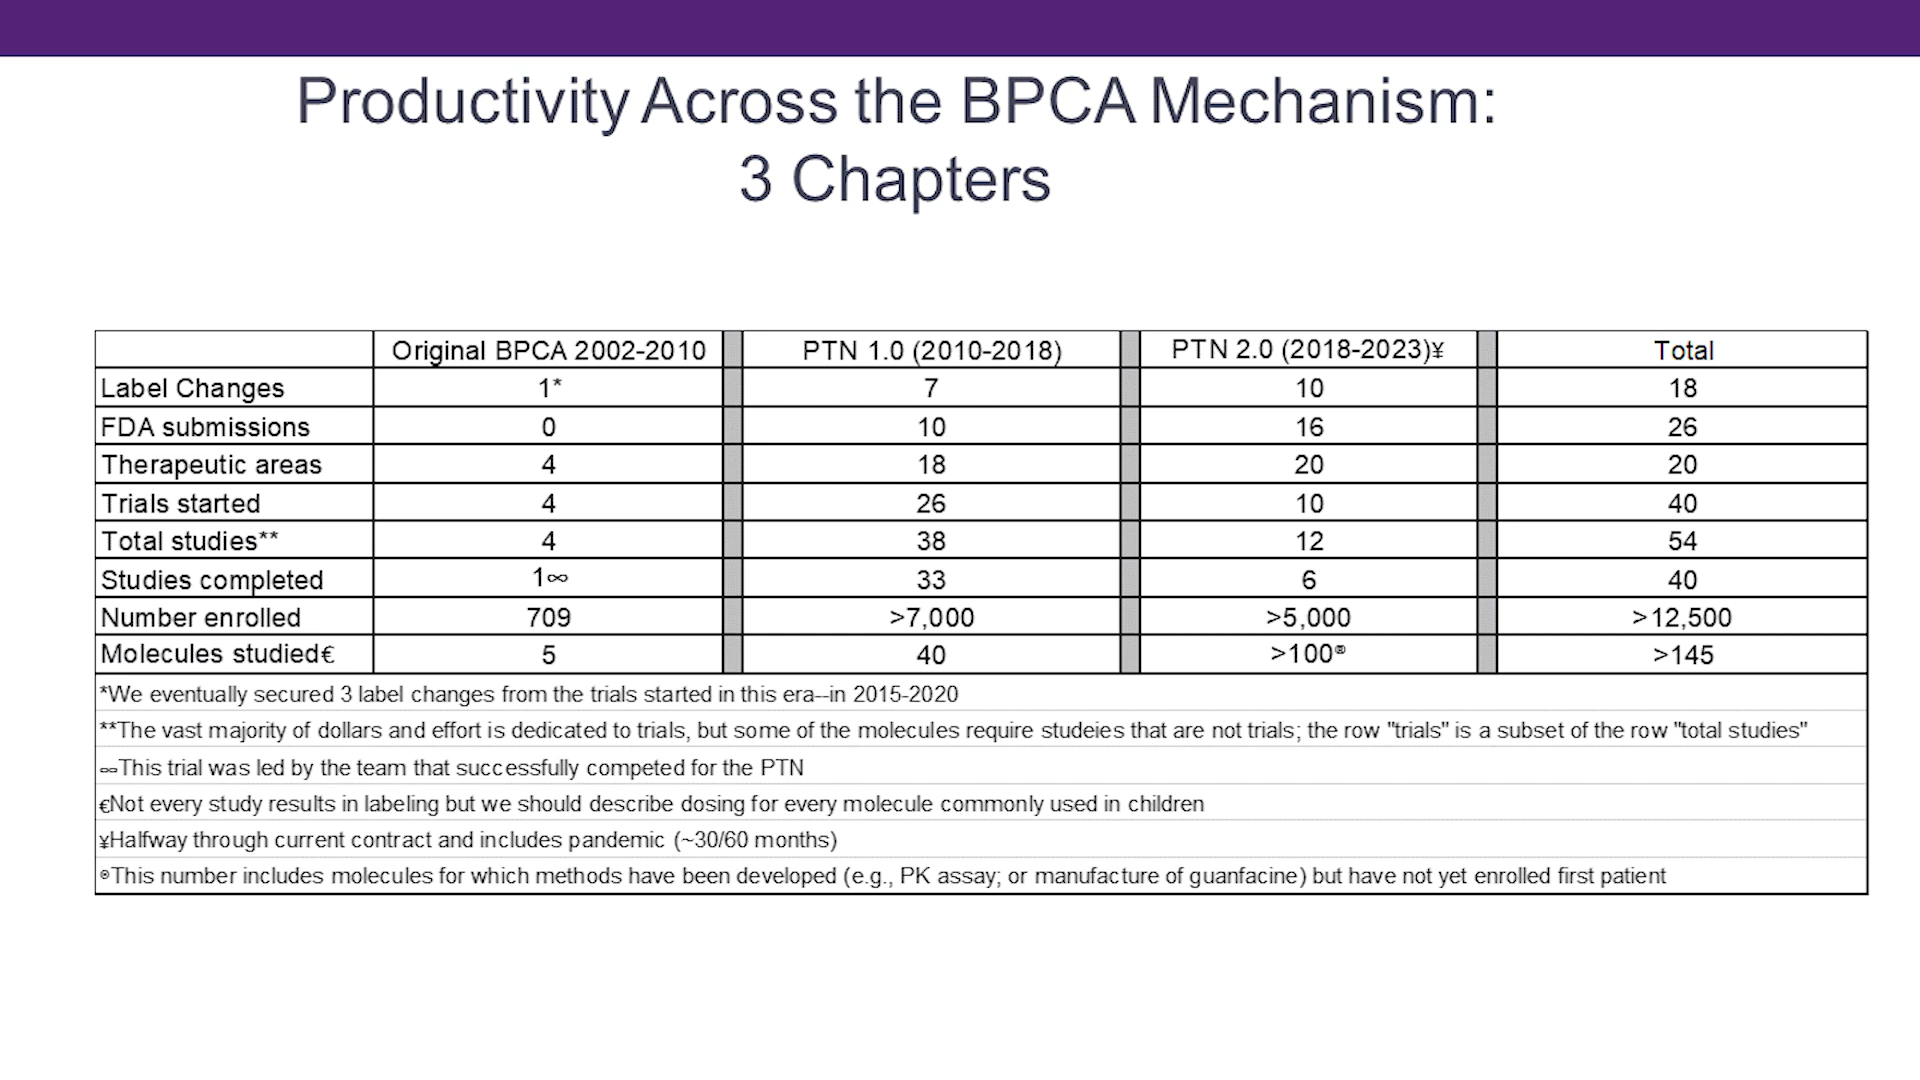 Productivity Across the BPCA Mechanism:
3 Chapters
Original BPCA 2002-2010 PTN 1.0 (2010-2018) PTN 2.0 (2018-2023)¥ Total
Label Changes 1* 7 10 18
FDA submissions 0 10 16 26
Therapeutic areas 4 18 20 20
Trials started 4 26 10 40
Total studies** 4 38 12 54
Studies completed 1∞ 33 6 40
Number enrolled 709 >7,000 >5,000 >12,500
Molecules studied€ 5 40 >100® >145
*We eventually secured 3 label changes from the trials started in this era--in 2015-2020
**The vast majority of dollars and effort is dedicated to trials, but some of the molecules require studeies that are not trials; the row "trials" is a subset of the row "total studies"
∞This trial was led by the team that successfully competed for the PTN
€Not every study results in labeling but we should describe dosing for every molecule commonly used in children
¥Halfway through current contract and includes pandemic (~30/60 months)
®This number includes molecules for which methods have been developed (e.g., PK assay; or manufacture of guanfacine) but have not yet enrolled first patient